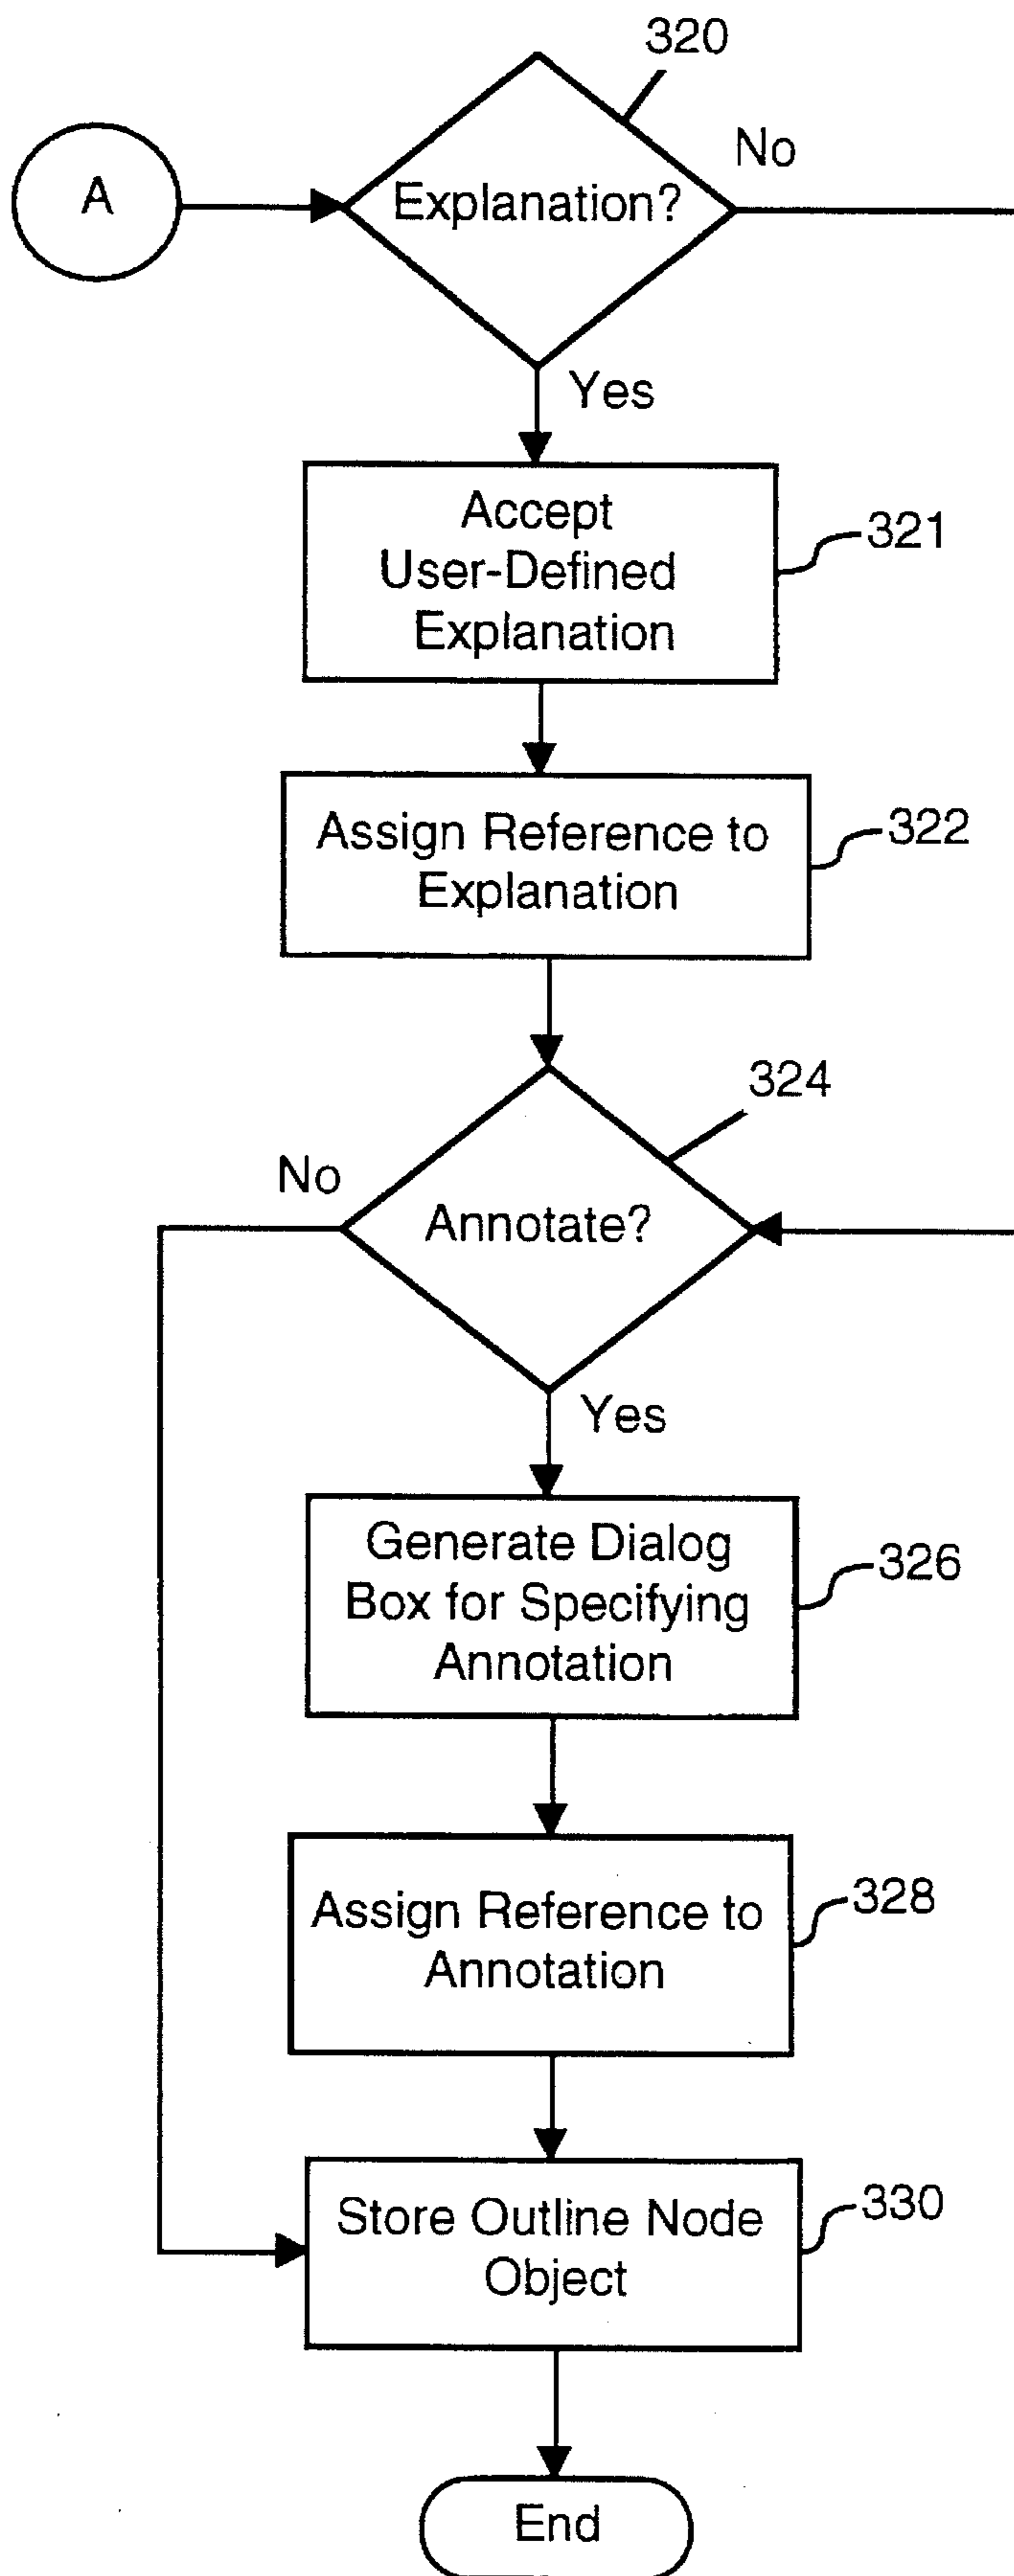 320
No
A
Explanation?
Yes
Accept
User-Defined
Explanation
321
Assign Reference to
Explanation
322
324
No
Annotate?
Yes
Generate Dialog
Box for Specifying
Annotation
326
Assign Reference to
Annotation
328
Store Outline Node
Object
330
End